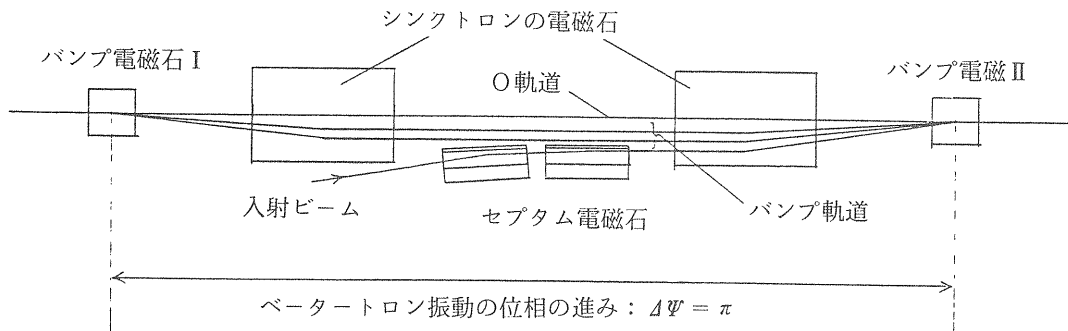 シンクトロンの電磁石
バンプ電磁石Ⅰ
バンプ電磁Ⅱ
O軌道
入射ビーム
セプタム電磁石
バンプ軌道
ベータートロン振動の位相の進み：ΔΨ = π